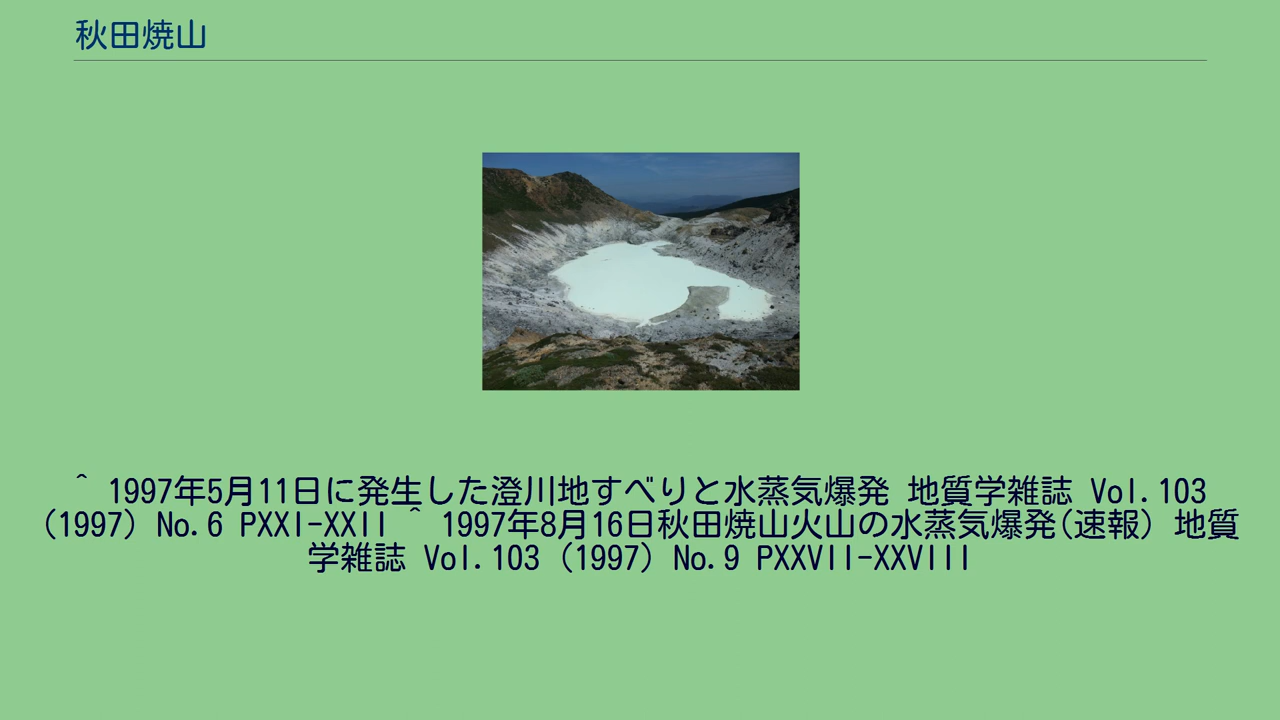 秋田焼山
^ 1997年5月11日に発生した澄川地すべりと水蒸気爆発 地質学雑誌 Vol.103
(1997) No.6 PXXI-XXII ^ 1997年8月16日秋田焼山火山の水蒸気爆発(速報) 地質
学雑誌 Vol.103 (1997) No.9 PXXVII-XXVIII